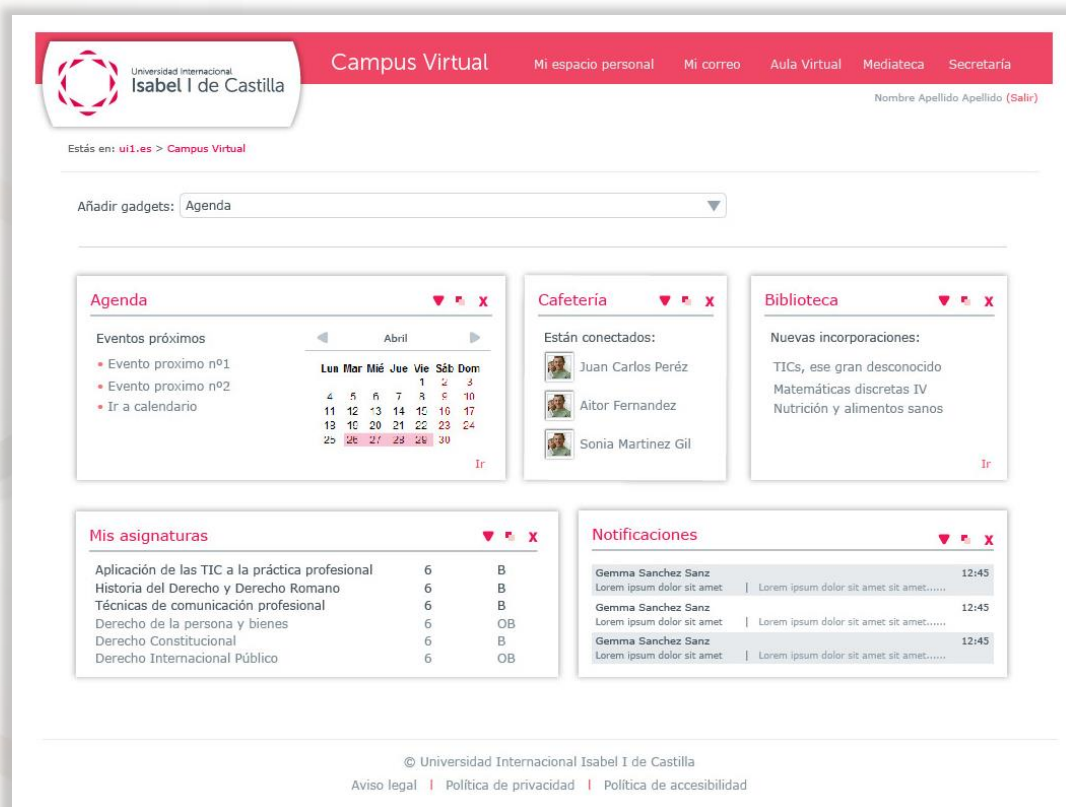 Universidad Internacional
Isabel I de Castilla
Campus Virtual
Mi espacio personal Mi correo Aula Virtual Mediateca Secretaría
Nombre Apellido Apellido (Salir)
Estás en: ui1.es > Campus Virtual
Añadir gadgets: Agenda
Agenda X
Eventos próximos
Evento proximo nº1
Evento proximo nº2
Ir a calendario
Abril
Lun Mar Mié Jue Vie Sáb Dom
1 2 3
4 5 6 7 8 9 10
11 12 13 14 15 16 17
18 19 20 21 22 23 24
25 26 27 28 29 30
Ir
Cafetería X
Están conectados:
Juan Carlos Peréz
Aitor Fernandez
Sonia Martinez Gil
Biblioteca X
Nuevas incorporaciones:
TICs, ese gran desconocido
Matemáticas discretas IV
Nutrición y alimentos sanos
Ir
Mis asignaturas X
Aplicación de las TIC a la práctica profesional 6 B
Historia del Derecho y Derecho Romano 6 B
Técnicas de comunicación profesional 6 B
Derecho de la persona y bienes 6 OB
Derecho Constitucional 6 B
Derecho Internacional Público 6 OB
Notificaciones X
Gemma Sanchez Sanz 12:45
Lorem ipsum dolor sit amet | Lorem ipsum dolor sit amet sit amet......
Gemma Sanchez Sanz 12:45
Lorem ipsum dolor sit amet | Lorem ipsum dolor sit amet sit amet......
Gemma Sanchez Sanz 12:45
Lorem ipsum dolor sit amet | Lorem ipsum dolor sit amet sit amet......
© Universidad Internacional Isabel I de Castilla
Aviso legal | Política de privacidad | Política de accesibilidad